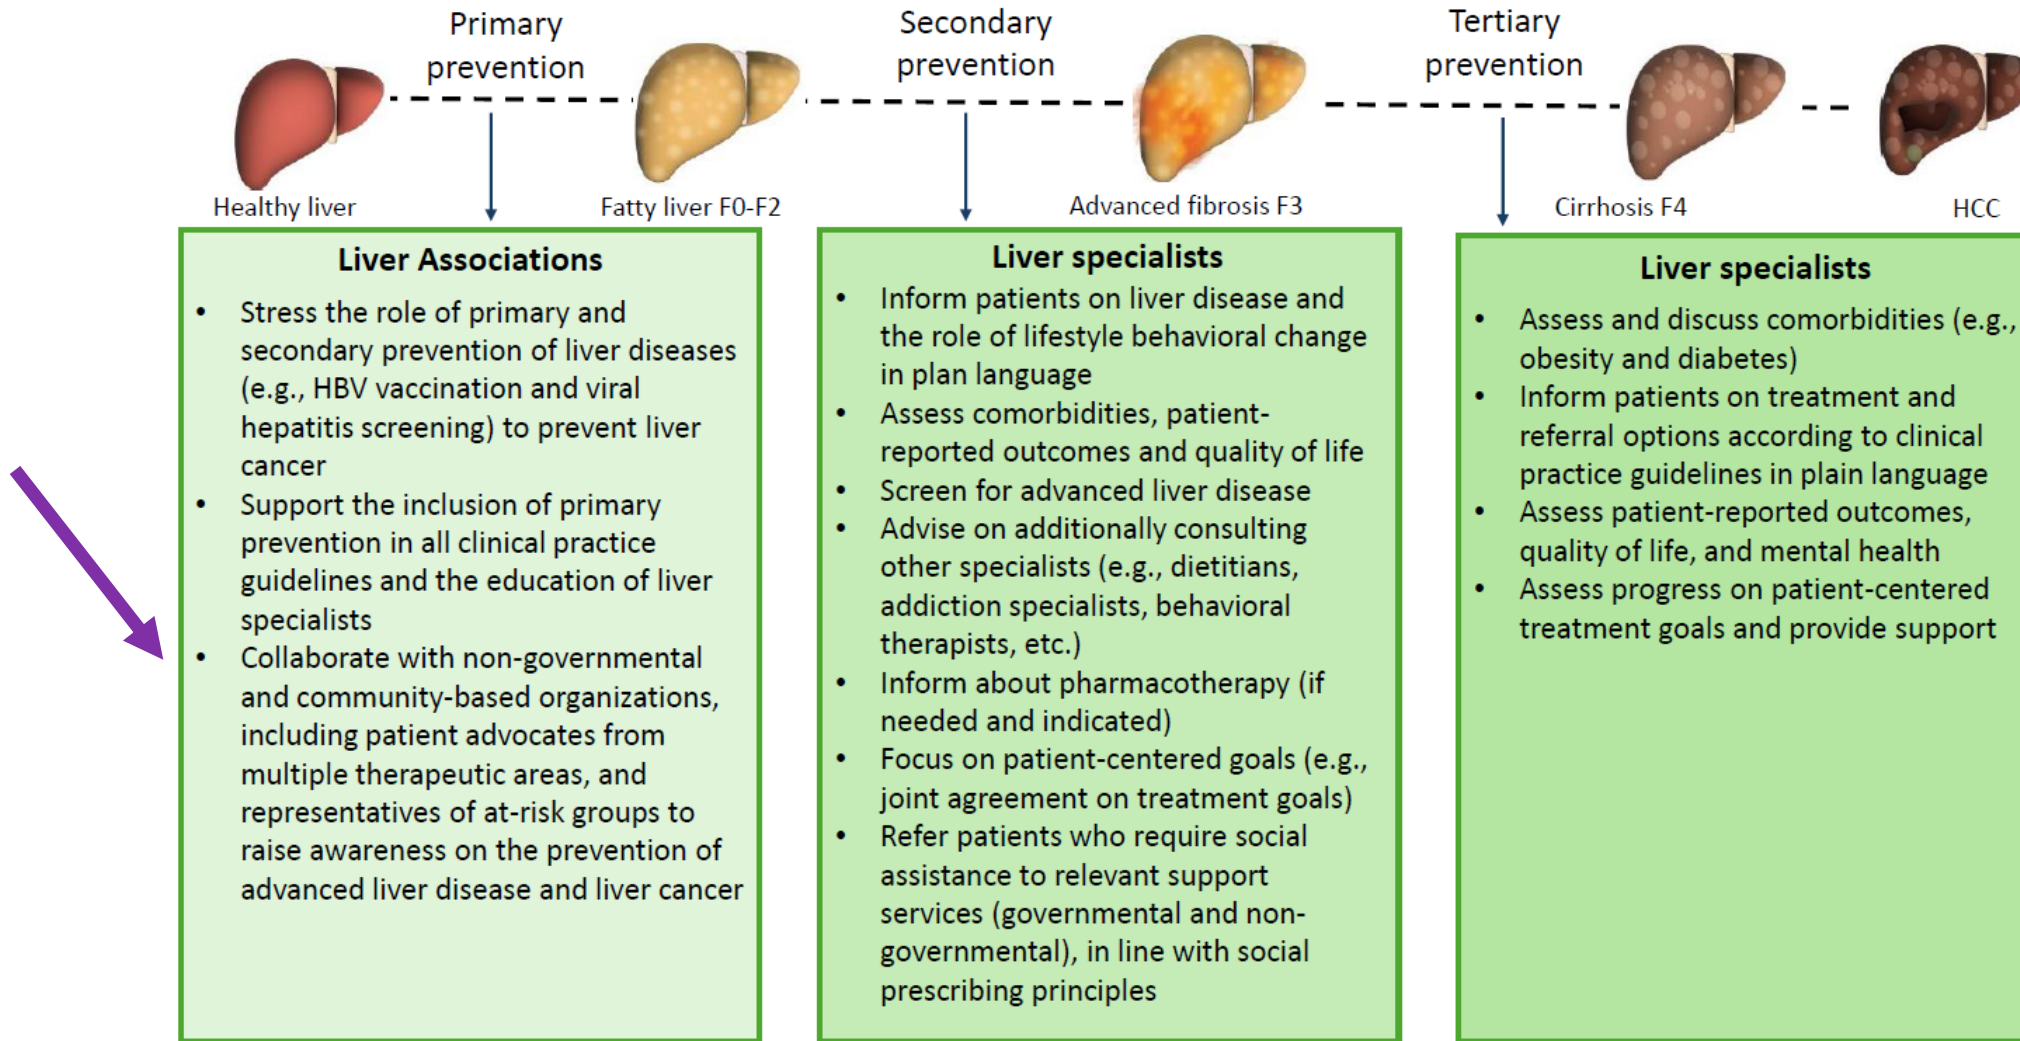 Primary
prevention
Secondary
prevention
Tertiary
prevention
Healthy liver
Fatty liver F0-F2
Advanced fibrosis F3
Cirrhosis F4
HCC
Liver Associations
• Stress the role of primary and
secondary prevention of liver diseases
(e.g., HBV vaccination and viral
hepatitis screening) to prevent liver
cancer
• Support the inclusion of primary
prevention in all clinical practice
guidelines and the education of liver
specialists
• Collaborate with non-governmental
and community-based organizations,
including patient advocates from
multiple therapeutic areas, and
representatives of at-risk groups to
raise awareness on the prevention of
advanced liver disease and liver cancer
Liver specialists
• Inform patients on liver disease and
the role of lifestyle behavioral change
in plan language
• Assess comorbidities, patient-
reported outcomes and quality of life
• Screen for advanced liver disease
• Advise on additionally consulting
other specialists (e.g., dietitians,
addiction specialists, behavioral
therapists, etc.)
• Inform about pharmacotherapy (if
needed and indicated)
• Focus on patient-centered goals (e.g.,
joint agreement on treatment goals)
• Refer patients who require social
assistance to relevant support
services (governmental and non-
governmental), in line with social
prescribing principles
Liver specialists
• Assess and discuss comorbidities (e.g.,
obesity and diabetes)
• Inform patients on treatment and
referral options according to clinical
practice guidelines in plain language
• Assess patient-reported outcomes,
quality of life, and mental health
• Assess progress on patient-centered
treatment goals and provide support